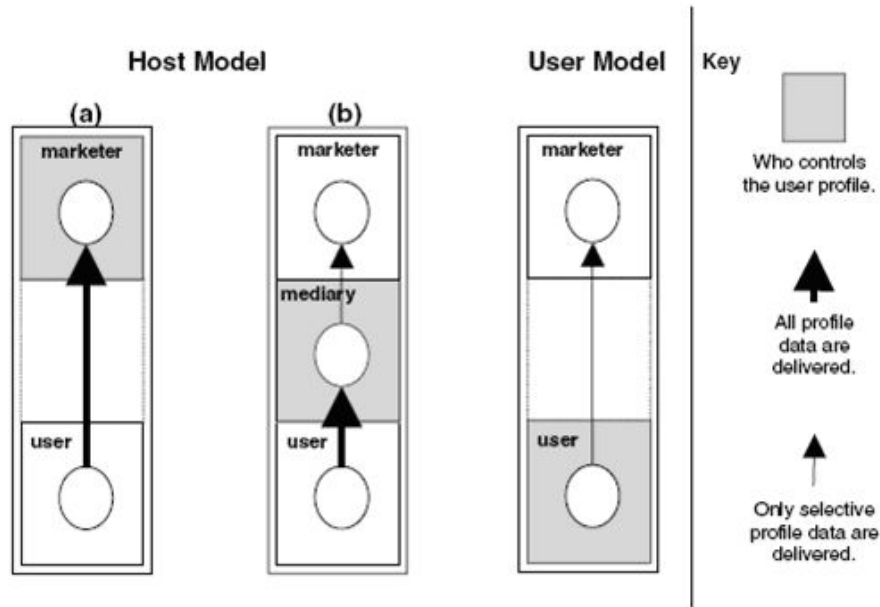 Host Model
User Model
Key
(a)
(b)
marketer
marketer
marketer
mediary
user
user
user
Who controls
the user profile.
All profile
data are
delivered.
Only selective
profile data are
delivered.